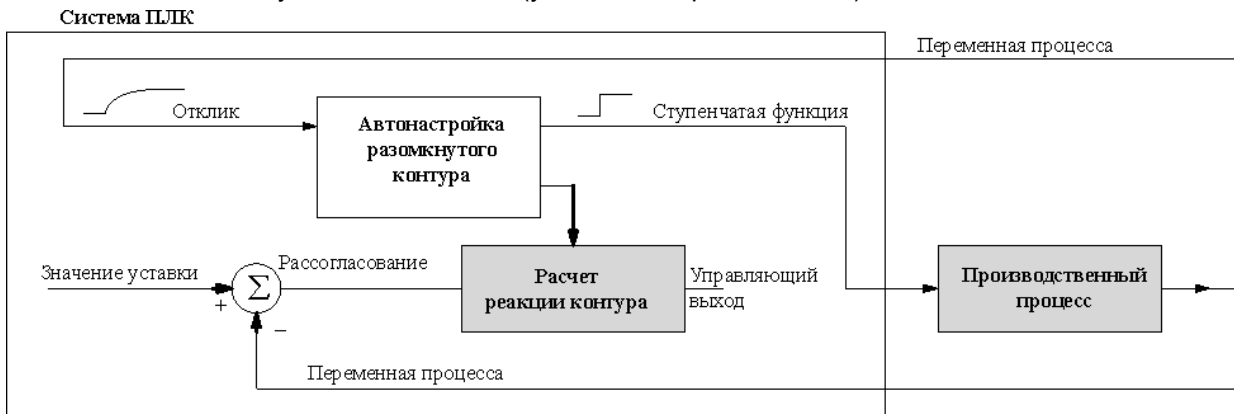 Система ПЛК
Переменная процесса
Отклик
Ступенчатая функция
Автонастройка
разомкнутого
контура
Значение уставки
Рассогласование
+
Σ
–
Расчет
реакции контура
Управляющий
выход
Производственный
процесс
Переменная процесса